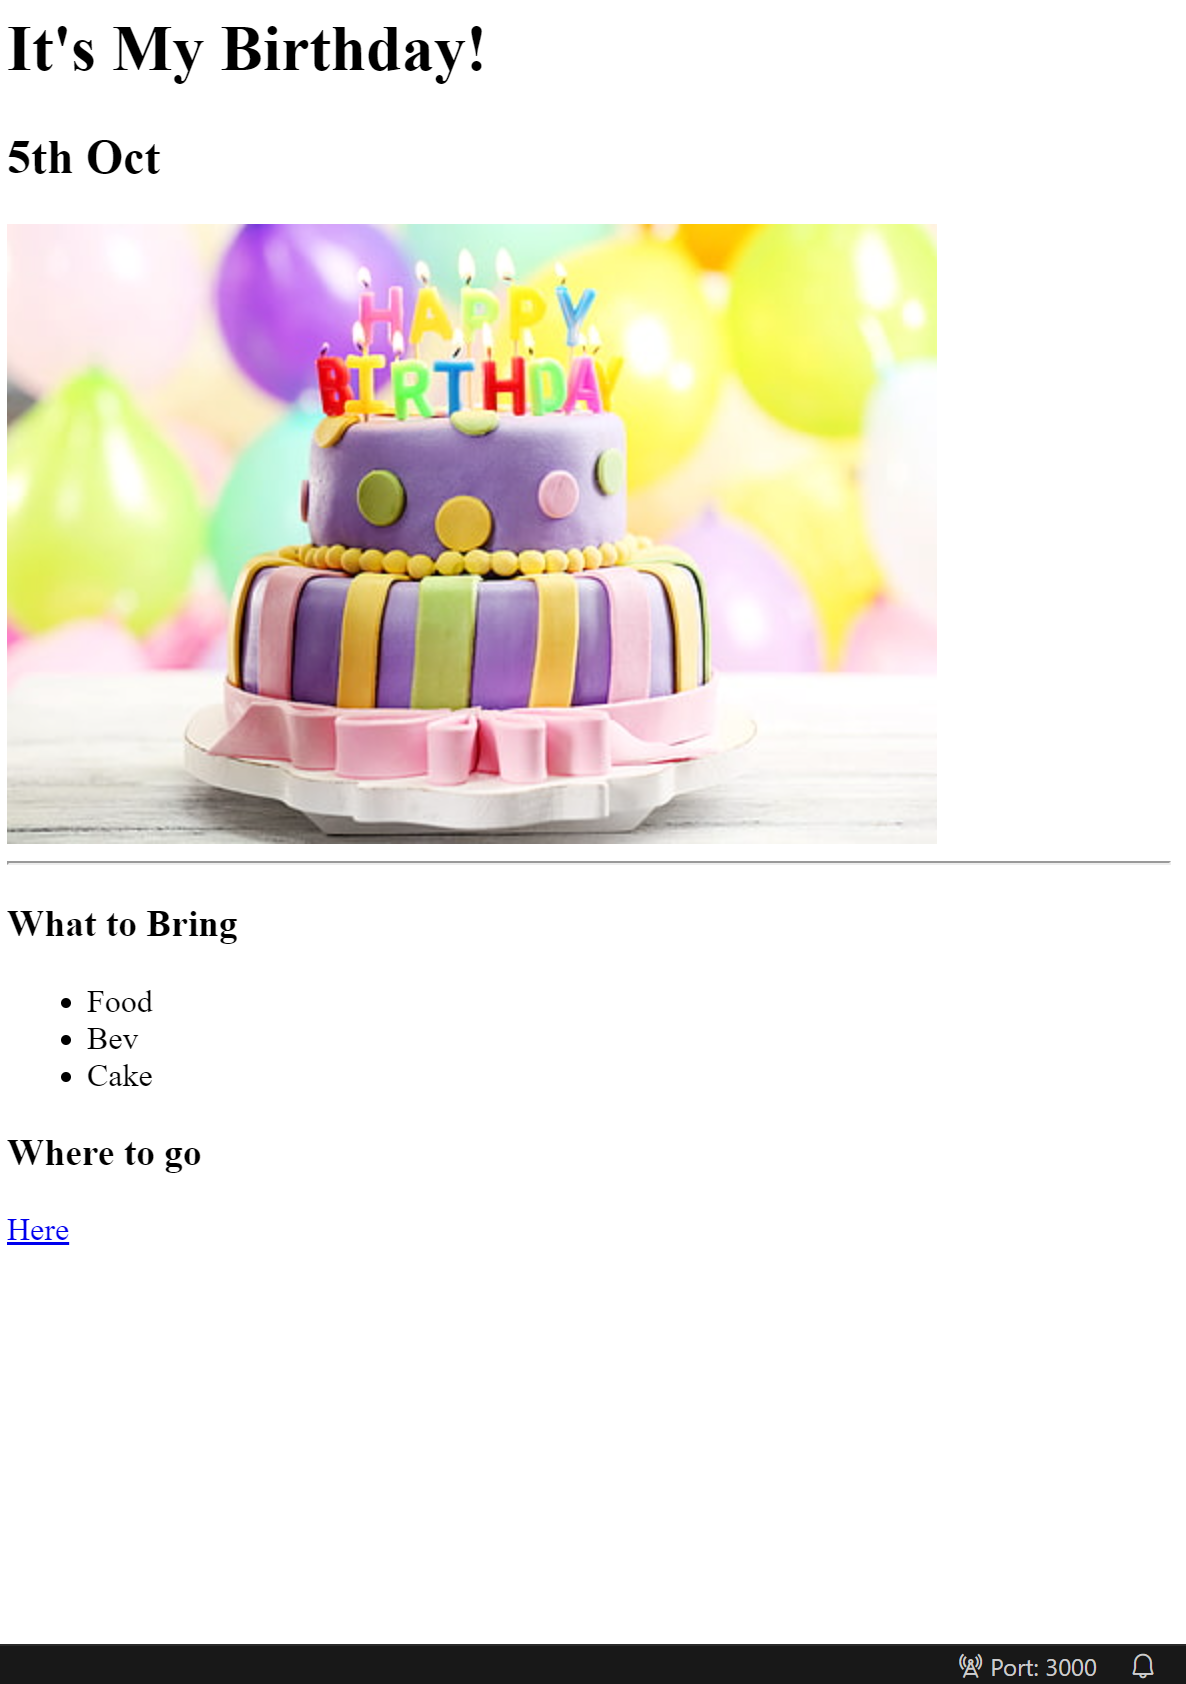 It's My Birthday!
5th Oct
HAPPY
BIRTHDAY
What to Bring
Food
Bev
Cake
Where to go
Here
Port: 3000